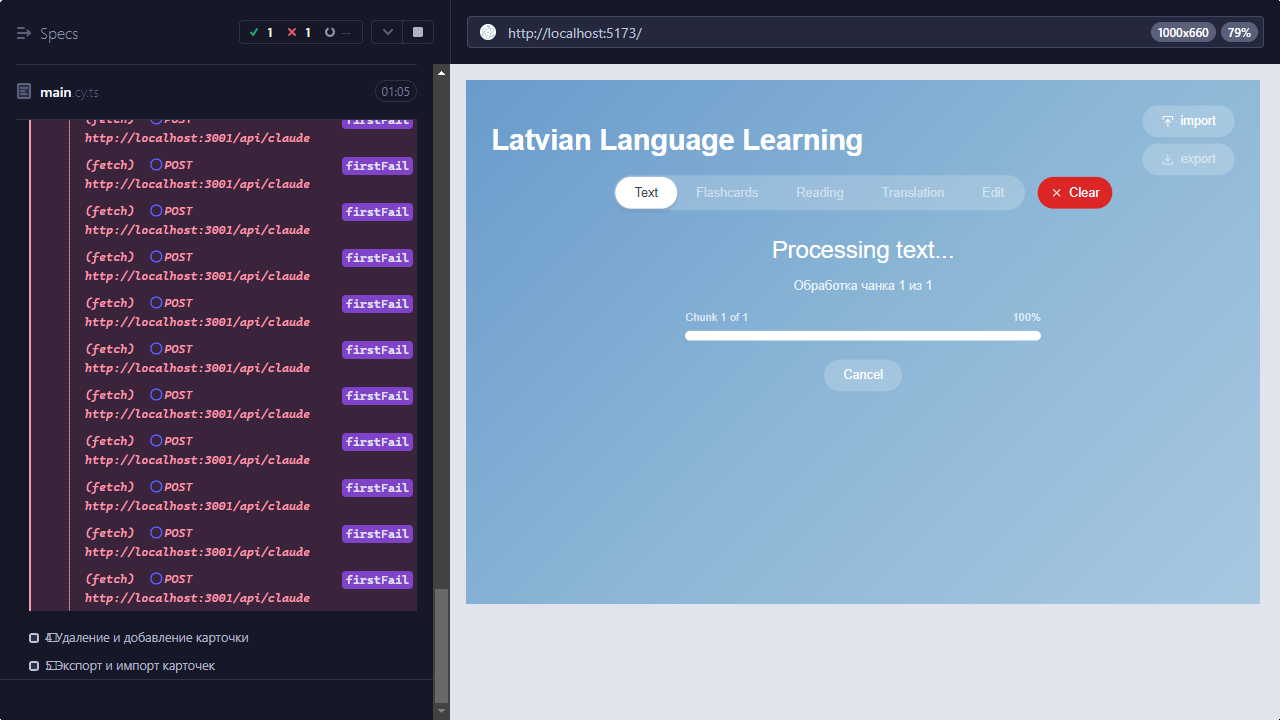 Specs
1
1
--
http://localhost:5173/
1000x660
79%
main.cy.ts
01:05
(fetch) POST firstFail
http://localhost:3001/api/claude
(fetch) POST firstFail
http://localhost:3001/api/claude
(fetch) POST firstFail
http://localhost:3001/api/claude
(fetch) POST firstFail
http://localhost:3001/api/claude
(fetch) POST firstFail
http://localhost:3001/api/claude
(fetch) POST firstFail
http://localhost:3001/api/claude
(fetch) POST firstFail
http://localhost:3001/api/claude
(fetch) POST firstFail
http://localhost:3001/api/claude
(fetch) POST firstFail
http://localhost:3001/api/claude
(fetch) POST firstFail
http://localhost:3001/api/claude
(fetch) POST firstFail
http://localhost:3001/api/claude
4 Удаление и добавление карточки
5 Экспорт и импорт карточек
Latvian Language Learning
import
export
Text Flashcards Reading Translation Edit Clear
Processing text...
Обработка чанка 1 из 1
Chunk 1 of 1 100%
Cancel